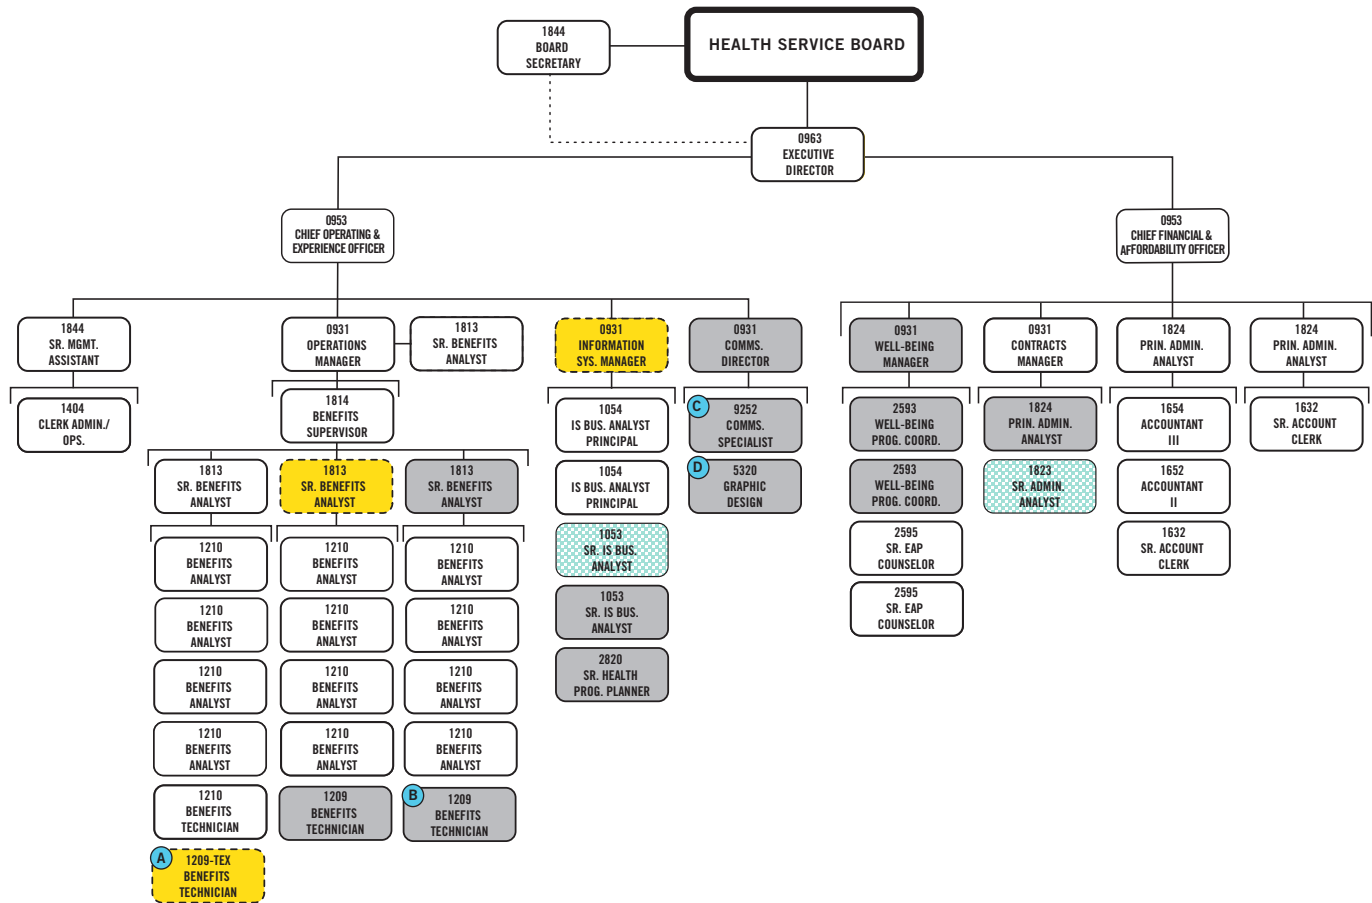 1844
BOARD
SECRETARY
HEALTH SERVICE BOARD
0963
EXECUTIVE
DIRECTOR
0953
CHIEF OPERATING &
EXPERIENCE OFFICER
0953
CHIEF FINANCIAL &
AFFORDABILITY OFFICER
1844
SR. MGMT.
ASSISTANT
0931
OPERATIONS
MANAGER
1813
SR. BENEFITS
ANALYST
0931
INFORMATION
SYS. MANAGER
0931
COMMS.
DIRECTOR
0931
WELL-BEING
MANAGER
0931
CONTRACTS
MANAGER
1824
PRIN. ADMIN.
ANALYST
1824
PRIN. ADMIN.
ANALYST
1404
CLERK ADMIN./
OPS.
1814
BENEFITS
SUPERVISOR
1054
IS BUS. ANALYST
PRINCIPAL
C
9252
COMMS.
SPECIALIST
2593
WELL-BEING
PROG. COORD.
1824
PRIN. ADMIN.
ANALYST
1654
ACCOUNTANT
III
1632
SR. ACCOUNT
CLERK
1813
SR. BENEFITS
ANALYST
1813
SR. BENEFITS
ANALYST
1813
SR. BENEFITS
ANALYST
1054
IS BUS. ANALYST
PRINCIPAL
D
5320
GRAPHIC
DESIGN
2593
WELL-BEING
PROG. COORD.
1823
SR. ADMIN.
ANALYST
1652
ACCOUNTANT
II
1210
BENEFITS
ANALYST
1210
BENEFITS
ANALYST
1210
BENEFITS
ANALYST
1053
SR. IS BUS.
ANALYST
2595
SR. EAP
COUNSELOR
1632
SR. ACCOUNT
CLERK
1210
BENEFITS
ANALYST
1210
BENEFITS
ANALYST
1210
BENEFITS
ANALYST
1053
SR. IS BUS.
ANALYST
2595
SR. EAP
COUNSELOR
1210
BENEFITS
ANALYST
1210
BENEFITS
ANALYST
1210
BENEFITS
ANALYST
2820
SR. HEALTH
PROG. PLANNER
1210
BENEFITS
ANALYST
1210
BENEFITS
ANALYST
1210
BENEFITS
ANALYST
1210
BENEFITS
TECHNICIAN
1209
BENEFITS
TECHNICIAN
B
1209
BENEFITS
TECHNICIAN
A
1209-TEX
BENEFITS
TECHNICIAN